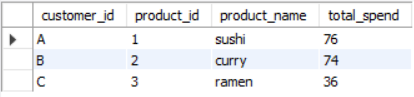 customer_id product_id product_name total_spend
A 1 sushi 76
B 2 curry 74
C 3 ramen 36